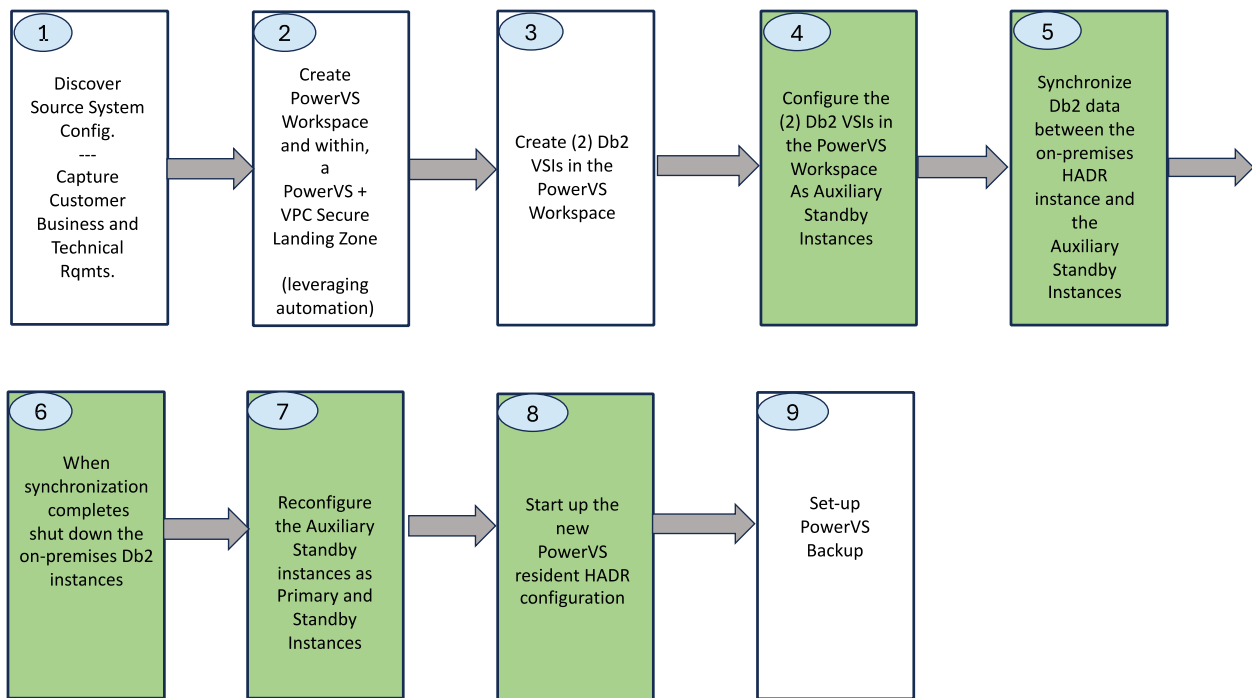 1
Discover
Source System
Config.
---
Capture
Customer
Business and
Technical
Rqmts.
2
Create
PowerVS
Workspace
and within,
a
PowerVS +
VPC Secure
Landing Zone
(leveraging
automation)
3
Create (2) Db2
VSIs in the
PowerVS
Workspace
4
Configure the
(2) Db2 VSIs in
the PowerVS
Workspace
As Auxiliary
Standby
Instances
5
Synchronize
Db2 data
between the
on-premises
HADR
instance and
the
Auxiliary
Standby
Instances
6
When
synchronization
completes
shut down the
on-premises Db2
instances
7
Reconfigure
the Auxiliary
Standby
instances as
Primary and
Standby
Instances
8
Start up the
new
PowerVS
resident HADR
configuration
9
Set-up
PowerVS
Backup